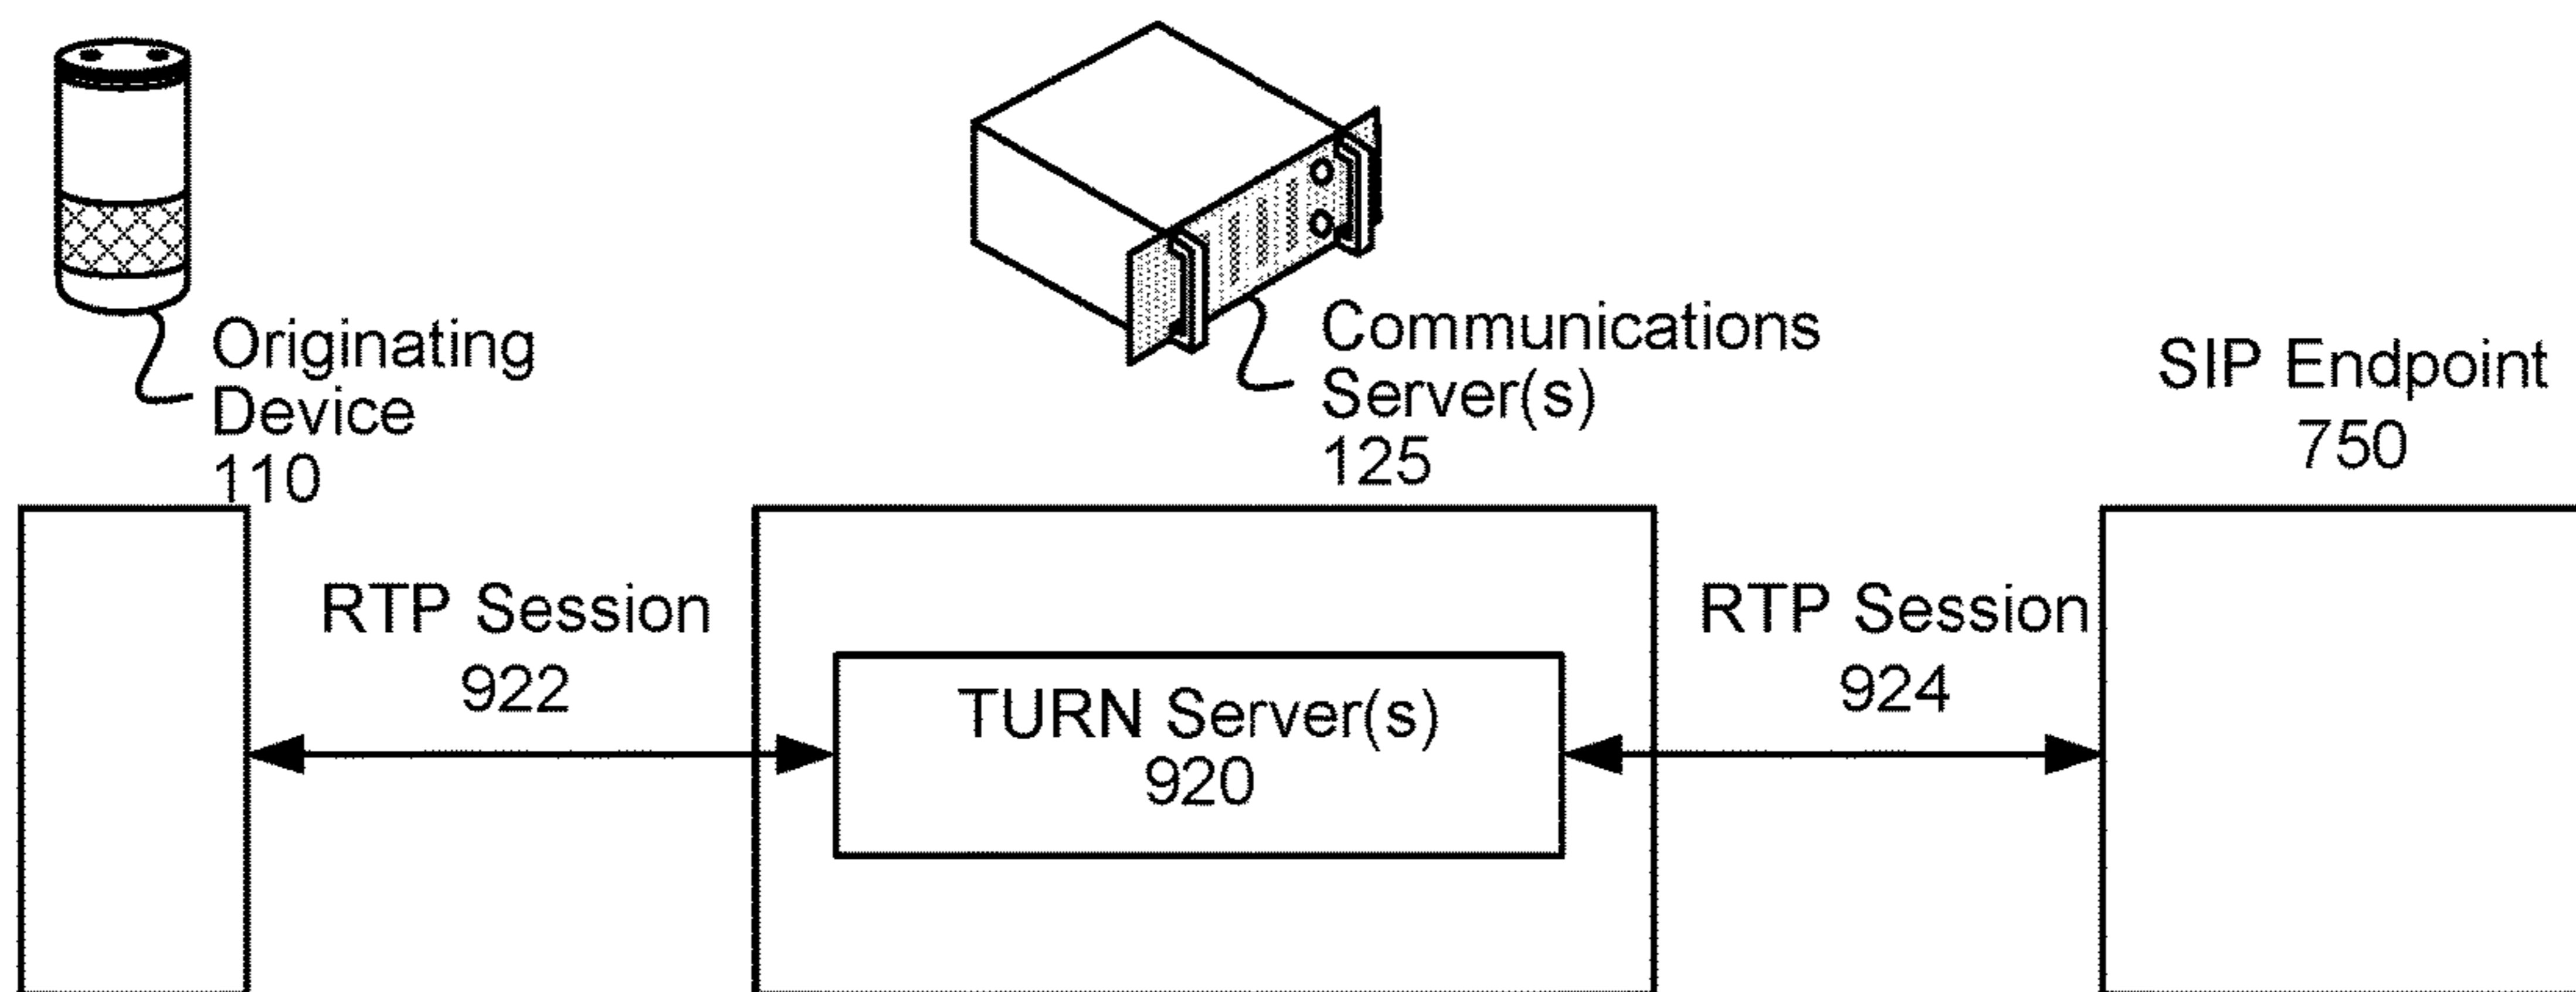 Originating
Device
110
Communications
Server(s)
125
SIP Endpoint
750
RTP Session
922
TURN Server(s)
920
RTP Session
924